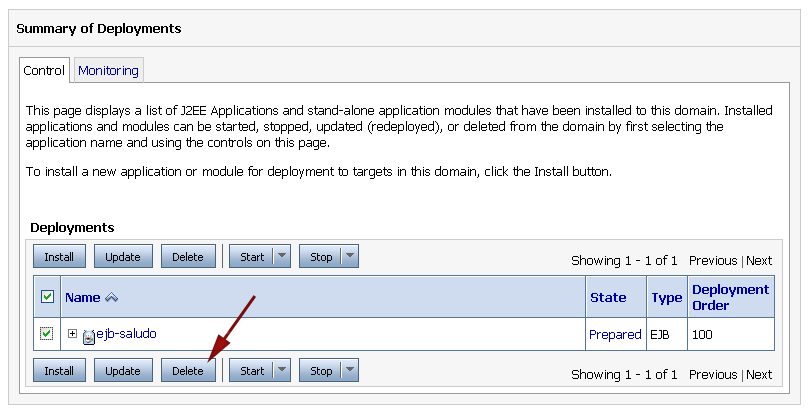 Summary of Deployments
Control Monitoring
This page displays a list of J2EE Applications and stand-alone application modules that have been installed to this domain. Installed
applications and modules can be started, stopped, updated (redeployed), or deleted from the domain by first selecting the
application name and using the controls on this page.
To install a new application or module for deployment to targets in this domain, click the Install button.
Deployments
Install Update Delete Start Stop Showing 1 - 1 of 1 Previous | Next
Name State Type Deployment
Order
ejb-saludo Prepared EJB 100
Install Update Delete Start Stop Showing 1 - 1 of 1 Previous | Next